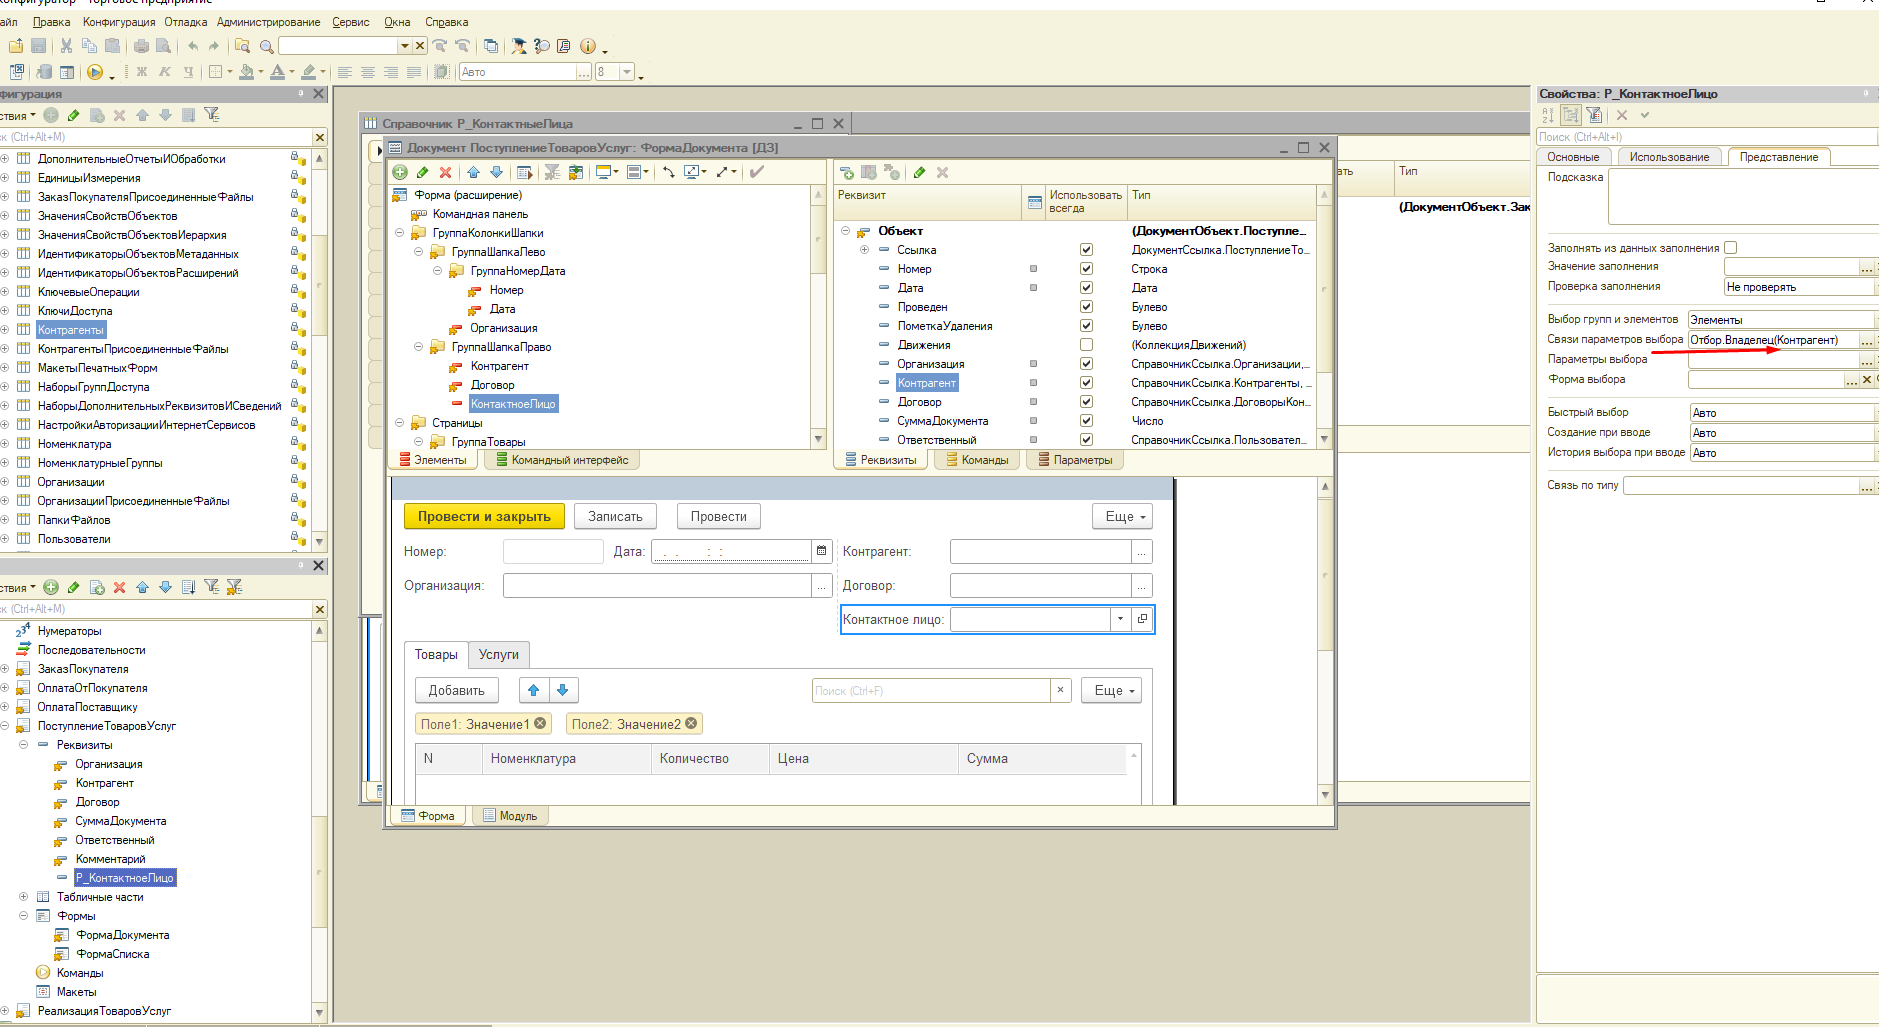 Конфигуратор - Торговое предприятие
айл Правка Конфигурация Отладка Администрирование Сервис Окна Справка
Ж К Ч Авто 8
фигурация
ствия
ск (Ctrl+Alt+M)
ДополнительныеОтчетыИОбработки
ЕдиницыИзмерения
ЗаказПокупателяПрисоединенныеФайлы
ЗначенияСвойствОбъектов
ЗначенияСвойствОбъектовИерархия
ИдентификаторыОбъектовМетаданных
ИдентификаторыОбъектовРасширений
КлючевыеОперации
КлючиДоступа
Контрагенты
КонтрагентыПрисоединенныеФайлы
МакетыПечатныхФорм
НаборыГруппДоступа
НаборыДополнительныхРеквизитовИСведений
НастройкиАвторизацииИнтернетСервисов
Номенклатура
НоменклатурныеГруппы
Организации
ОрганизацииПрисоединенныеФайлы
ПапкиФайлов
Пользователи
ствия
ск (Ctrl+Alt+M)
Нумераторы
Последовательности
ЗаказПокупателя
ОплатаОтПокупателя
ОплатаПоставщику
ПоступлениеТоваровУслуг
Реквизиты
Организация
Контрагент
Договор
СуммаДокумента
Ответственный
Комментарий
Р_КонтактноеЛицо
Табличные части
Формы
ФормаДокумента
ФормаСписка
Команды
Макеты
РеализацияТоваровУслуг
Справочник Р_КонтактныеЛица
Документ ПоступлениеТоваровУслуг: ФормаДокумента [ДЗ]
Форма (расширение)
Командная панель
ГруппаКолонкиШапки
ГруппаШапкаЛево
ГруппаНомерДата
Номер
Дата
Организация
ГруппаШапкаПраво
Контрагент
Договор
КонтактноеЛицо
Страницы
ГруппаТовары
Элементы Командный интерфейс
Реквизит Использовать всегда Тип
Объект (ДокументОбъект.Поступле...
Ссылка ДокументСсылка.ПоступлениеТо...
Номер Строка
Дата Дата
Проведен Булево
ПометкаУдаления Булево
Движения (КоллекцияДвижений)
Организация СправочникСсылка.Организации,...
Контрагент СправочникСсылка.Контрагенты, ...
Договор СправочникСсылка.ДоговорыКон...
СуммаДокумента Число
Ответственный СправочникСсылка.Пользовател...
Реквизиты Команды Параметры
Провести и закрыть Записать Провести Еще
Номер: Дата: . . : : Контрагент: ...
Организация: ... Договор: ...
Контактное лицо:
Товары Услуги
Добавить Поиск (Ctrl+F) × Еще
Поле1: Значение1 Поле2: Значение2
N Номенклатура Количество Цена Сумма
Форма Модуль
ать Тип
(ДокументОбъект.Зак
Свойства: Р_КонтактноеЛицо
Поиск (Ctrl+Alt+I)
Основные Использование Представление
Подсказка
Заполнять из данных заполнения
Значение заполнения ...
Проверка заполнения Не проверять
Выбор групп и элементов Элементы
Связи параметров выбора Отбор.Владелец(Контрагент) ...
Параметры выбора ...
Форма выбора ...
Быстрый выбор Авто
Создание при вводе Авто
История выбора при вводе Авто
Связь по типу ...